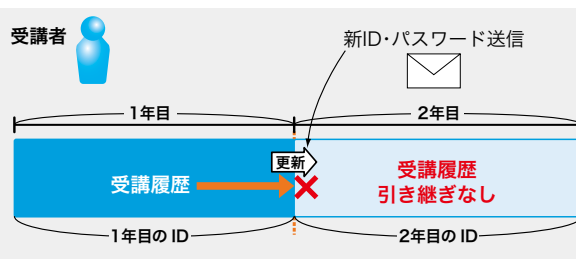 受講者
新ID・パスワード送信
1年目
2年目
更新
受講履歴
受講履歴
引き継ぎなし
1年目の ID
2年目の ID